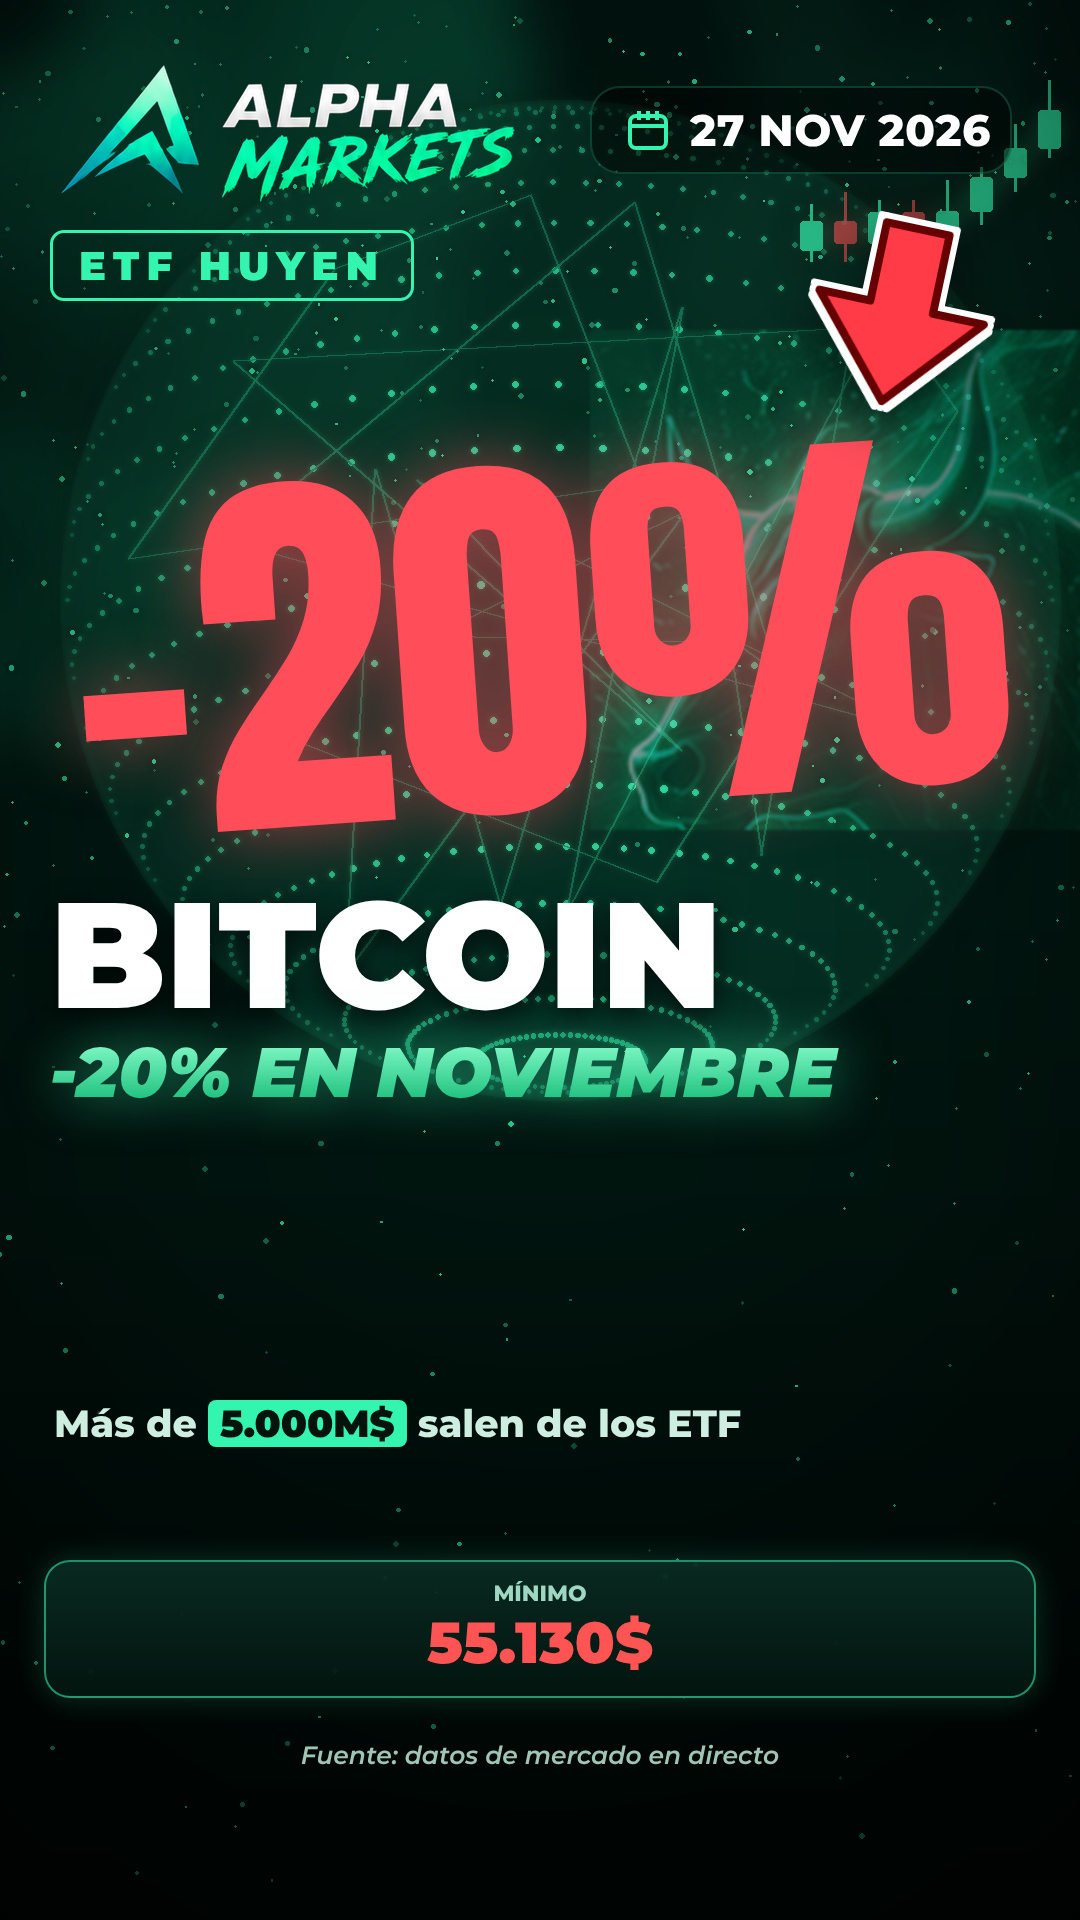 ALPHA
MARKETS
27 NOV 2026
ETF HUYEN
-20%
BITCOIN
-20% EN NOVIEMBRE
Más de 5.000M$ salen de los ETF
MÍNIMO
55.130$
Fuente: datos de mercado en directo